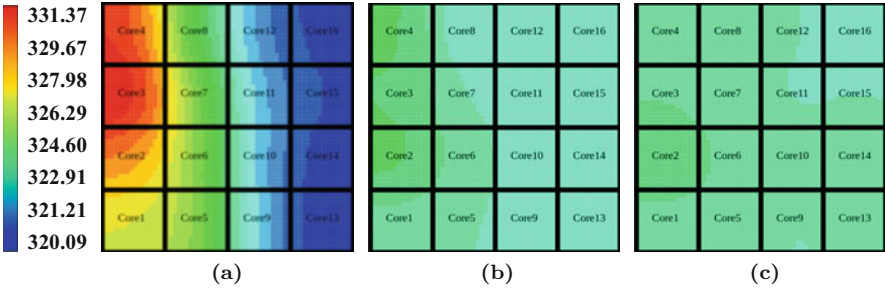 331.37
329.67
327.98
326.29
324.60
322.91
321.21
320.09
Core4 Core8 Core12 Core16
Core3 Core7 Core11 Core15
Core2 Core6 Core10 Core14
Core1 Core5 Core9 Core13
(a)
Core4 Core8 Core12 Core16
Core3 Core7 Core11 Core15
Core2 Core6 Core10 Core14
Core1 Core5 Core9 Core13
(b)
Core4 Core8 Core12 Core16
Core3 Core7 Core11 Core15
Core2 Core6 Core10 Core14
Core1 Core5 Core9 Core13
(c)